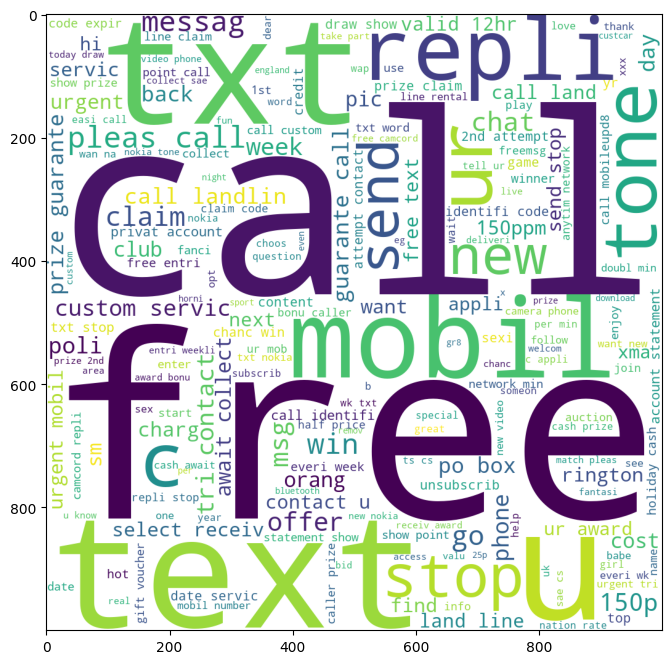 0
200
400
600
800
0
200
400
600
800
code expir
messag
draw show
valid 12hr
love
thank
custcar
take part
txt
repli
hi
line claim
dear
today draw
video phone
servic
point call
collect sae
england
wap
use
xxx
show prize
back
1st
credit
prize claim
yr
day
urgent
word
pic
line rental
call land
easi call
fun
play
tone
pleas call
call custom
week
txt word
free camcord
chat
2nd attempt
freemsg
wan na
nokia tone
collect
tell ur
game
send stop
call mobileupd8
prize guarante
night
guarante call
attempt contact
send
free text
ur
winner
live
anytim network
call landlin
call
claim
claim code
nokia
identifi code
privat account
even
wait
150ppm
club
fanci
choos
question
eg
deliveri
new
free entri
opt
doubl min
custom
horni
sport
content
want
appli
x
prize
download
custom servic
bonu caller
camera phone
enjoy
account statement
txt stop
next
chanc win
mobil
gr8
sexi
per min
follow
xma
want new
poli
entri weekli
ur mob
txt nokia
welcom
c appli
join
prize 2nd
area
enter
award bonu
subscrib
chanc
network min
free
urgent mobil
b
someon
sex
start
wk txt
call identifi
special
auction
cash prize
camcord repli
sm
charg
tri contact
await collect
half price
great
new video
c
msg
remov
win
ts cs
match pleas
see
per
cash await
everi week
po box
rington
holiday cash
repli stop
orang
bluetooth
unsubscrib
fantasi
contact u
u know
one
year
offer
new nokia
receiv award
phone
help
name
select receiv
statement show
show point
go
ur award
cost
text
access
valu
25p
babe
hot
bid
stop
u
uk
girl
everi wk
urgent tri
date
gift voucher
date servic
caller prize
sae cs
real
mobil number
find
info
150p
land line
top
nation rate